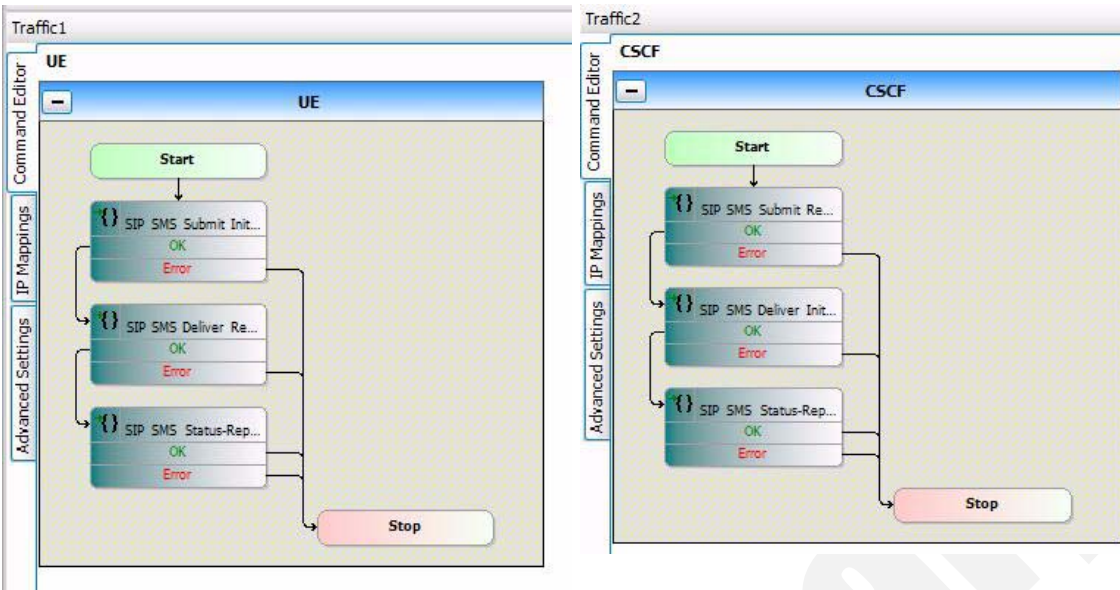 Traffic1
Command Editor
IP Mappings
Advanced Settings
UE
UE
Start
SIP SMS Submit Init...
OK
Error
SIP SMS Deliver Re...
OK
Error
SIP SMS Status-Rep...
OK
Error
Stop
Traffic2
Command Editor
IP Mappings
Advanced Settings
CSCF
CSCF
Start
SIP SMS Submit Re...
OK
Error
SIP SMS Deliver Init...
OK
Error
SIP SMS Status-Rep...
OK
Error
Stop